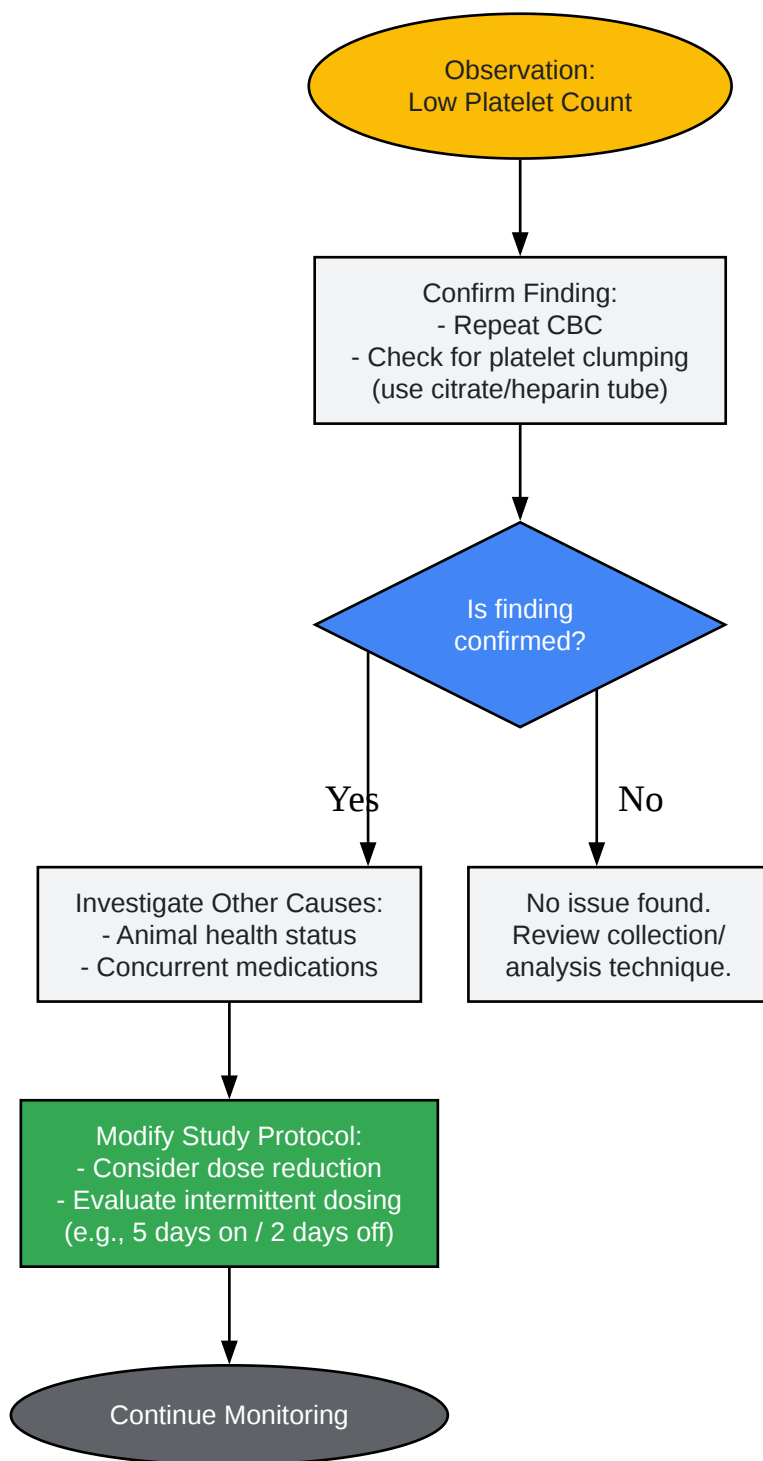 Observation:
Low Platelet Count
Confirm Finding:
- Repeat CBC
- Check for platelet clumping
(use citrate/heparin tube)
Is finding
confirmed?
Yes
No
Investigate Other Causes:
- Animal health status
- Concurrent medications
No issue found.
Review collection/
analysis technique.
Modify Study Protocol:
- Consider dose reduction
- Evaluate intermittent dosing
(e.g., 5 days on / 2 days off)
Continue Monitoring